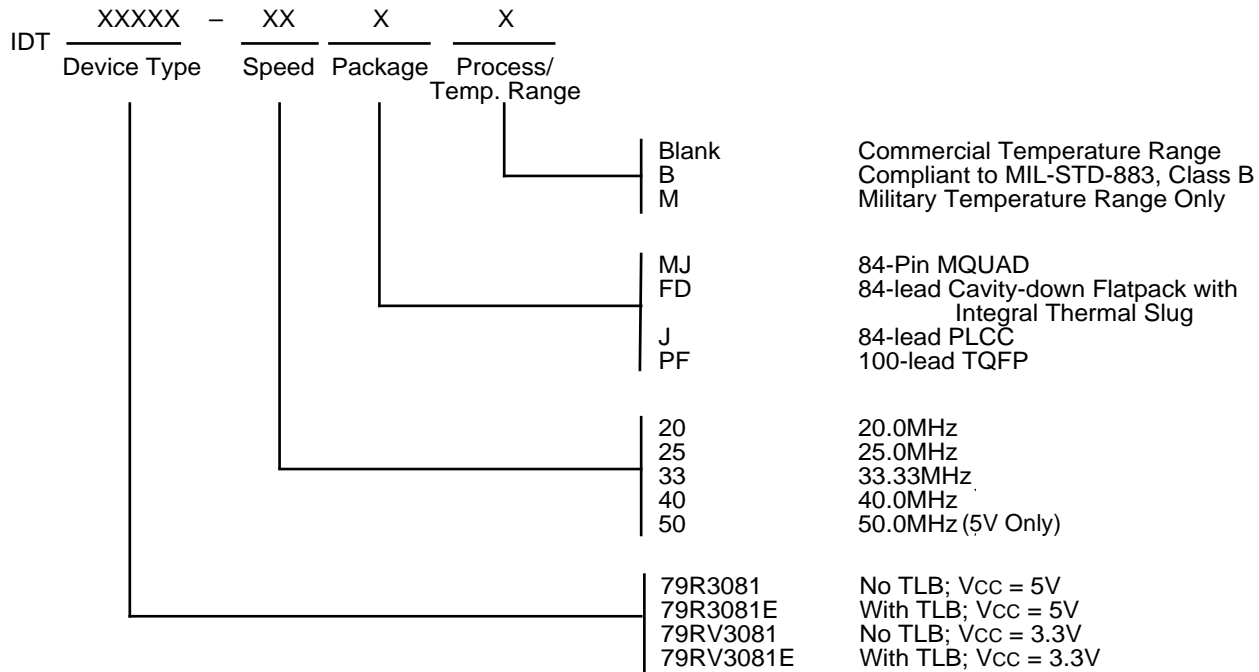 XXXXX – XX X X
IDT
Device Type Speed Package Process/
Temp. Range
Blank Commercial Temperature Range
B Compliant to MIL-STD-883, Class B
M Military Temperature Range Only
MJ 84-Pin MQUAD
FD 84-lead Cavity-down Flatpack with
Integral Thermal Slug
J 84-lead PLCC
PF 100-lead TQFP
20 20.0MHz
25 25.0MHz
33 33.33MHz
40 40.0MHz
50 50.0MHz (5V Only)
79R3081 No TLB; VCC = 5V
79R3081E With TLB; VCC = 5V
79RV3081 No TLB; VCC = 3.3V
79RV3081E With TLB; VCC = 3.3V